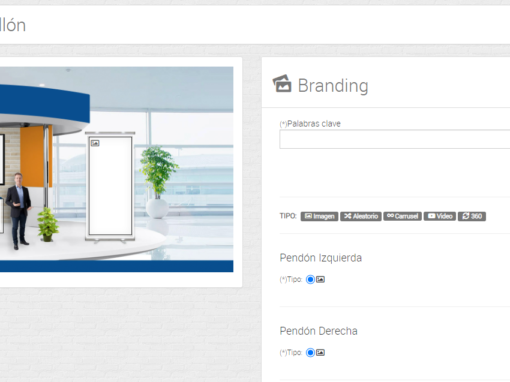 llón
Branding
(*)Palabras clave
TIPO: Imagen Aleatorio Carrusel Video 360
Pendón Izquierda
(*)Tipo:
Pendón Derecha
(*)Tipo: